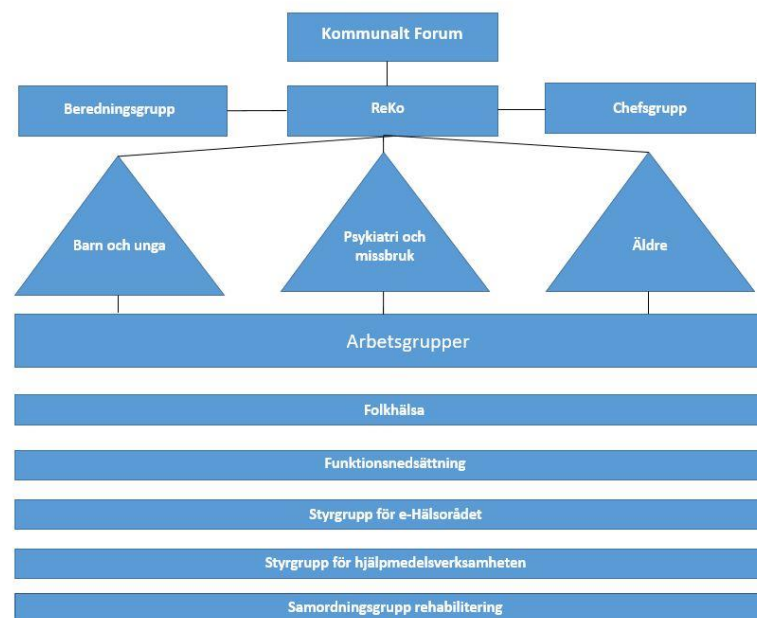 Kommunalt Forum
Beredningsgrupp
ReKo
Chefsgrupp
Barn och unga
Psykiatri och
missbruk
Äldre
Arbetsgrupper
Folkhälsa
Funktionsnedsättning
Styrgrupp för e-Hälsorådet
Styrgrupp för hjälpmedelsverksamheten
Samordningsgrupp rehabilitering